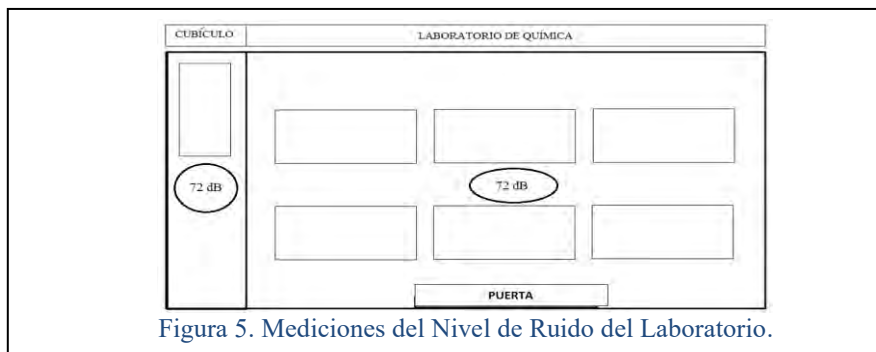 CUBÍCULO
LABORATORIO DE QUÍMICA
72 dB
72 dB
PUERTA
Figura 5. Mediciones del Nivel de Ruido del Laboratorio.